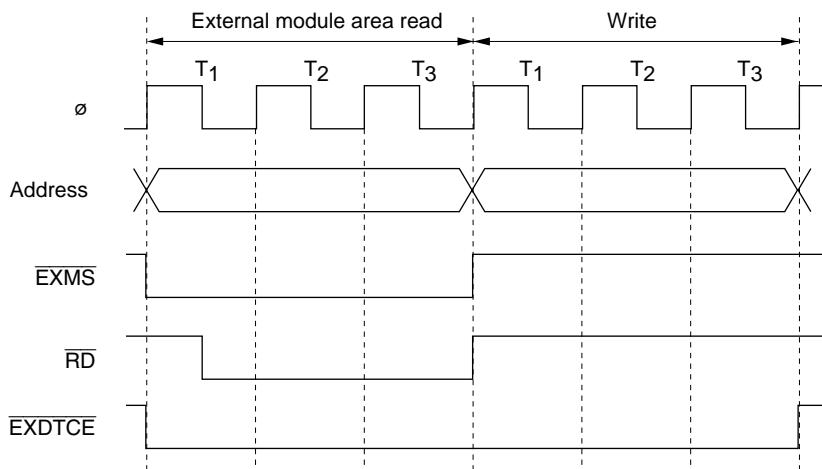 External module area read Write
T1 T2 T3 T1 T2 T3
ø
Address
EXMS
RD
EXDTCE